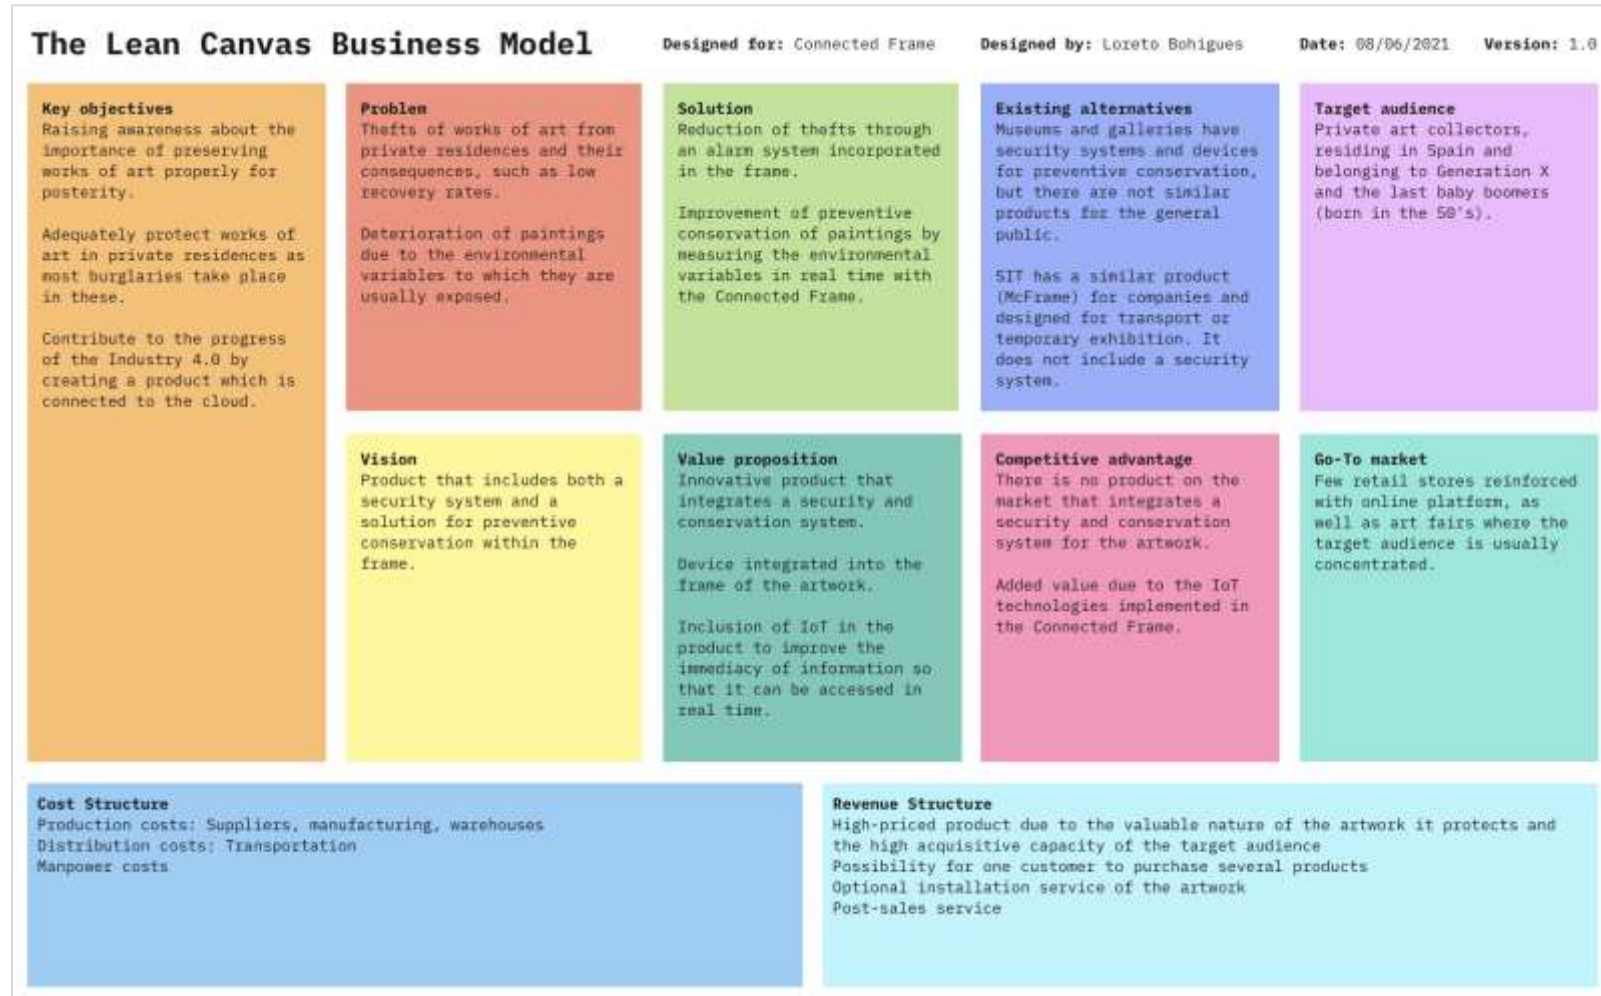 The Lean Canvas Business Model
Designed for: Connected Frame
Designed by: Loreto Bohigues
Date: 08/06/2021
Version: 1.0
Key objectives
Raising awareness about the
importance of preserving
works of art properly for
posterity.
Adequately protect works of
art in private residences as
most burglaries take place
in these.
Contribute to the progress
of the Industry 4.0 by
creating a product which is
connected to the cloud.
Problem
Thefts of works of art from
private residences and their
consequences, such as low
recovery rates.
Deterioration of paintings
due to the environmental
variables to which they are
usually exposed.
Solution
Reduction of thefts through
an alarm system incorporated
in the frame.
Improvement of preventive
conservation of paintings by
measuring the environmental
variables in real time with
the Connected Frame.
Existing alternatives
Museums and galleries have
security systems and devices
for preventive conservation,
but there are not similar
products for the general
public.
SIT has a similar product
(McFrame) for companies and
designed for transport or
temporary exhibition. It
does not include a security
system.
Target audience
Private art collectors,
residing in Spain and
belonging to Generation X
and the last baby boomers
(born in the 50's).
Vision
Product that includes both a
security system and a
solution for preventive
conservation within the
frame.
Value proposition
Innovative product that
integrates a security and
conservation system.
Device integrated into the
frame of the artwork.
Inclusion of IoT in the
product to improve the
immediacy of information so
that it can be accessed in
real time.
Competitive advantage
There is no product on the
market that integrates a
security and conservation
system for the artwork.
Added value due to the IoT
technologies implemented in
the Connected Frame.
Go-To market
Few retail stores reinforced
with online platform, as
well as art fairs where the
target audience is usually
concentrated.
Cost Structure
Production costs: Suppliers, manufacturing, warehouses
Distribution costs: Transportation
Manpower costs
Revenue Structure
High-priced product due to the valuable nature of the artwork it protects and
the high acquisitive capacity of the target audience
Possibility for one customer to purchase several products
Optional installation service of the artwork
Post-sales service